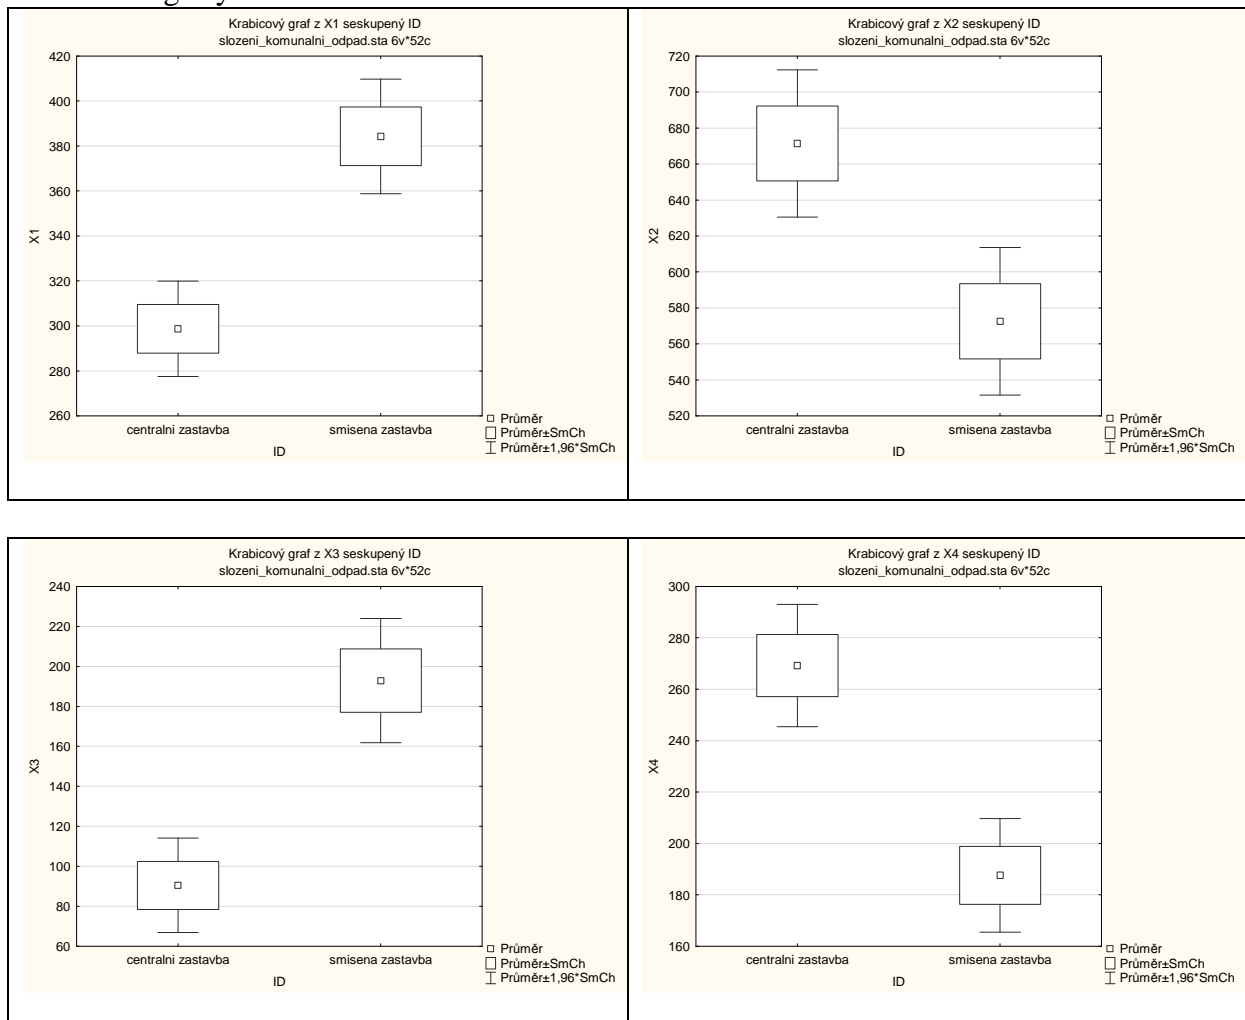 Krabicový graf z X1 seskupený ID
slozeni_komunalni_odpad.sta 6v*52c
420
400
380
360
340
320
300
280
260
X1
centralni zastavba
smisena zastavba
ID
Průměr
Průměr±SmCh
Průměr±1,96*SmCh
Krabicový graf z X2 seskupený ID
slozeni_komunalni_odpad.sta 6v*52c
720
700
680
660
640
620
600
580
560
540
520
X2
centralni zastavba
smisena zastavba
ID
Průměr
Průměr±SmCh
Průměr±1,96*SmCh
Krabicový graf z X3 seskupený ID
slozeni_komunalni_odpad.sta 6v*52c
240
220
200
180
160
140
120
100
80
60
X3
centralni zastavba
smisena zastavba
ID
Průměr
Průměr±SmCh
Průměr±1,96*SmCh
Krabicový graf z X4 seskupený ID
slozeni_komunalni_odpad.sta 6v*52c
300
280
260
240
220
200
180
160
X4
centralni zastavba
smisena zastavba
ID
Průměr
Průměr±SmCh
Průměr±1,96*SmCh